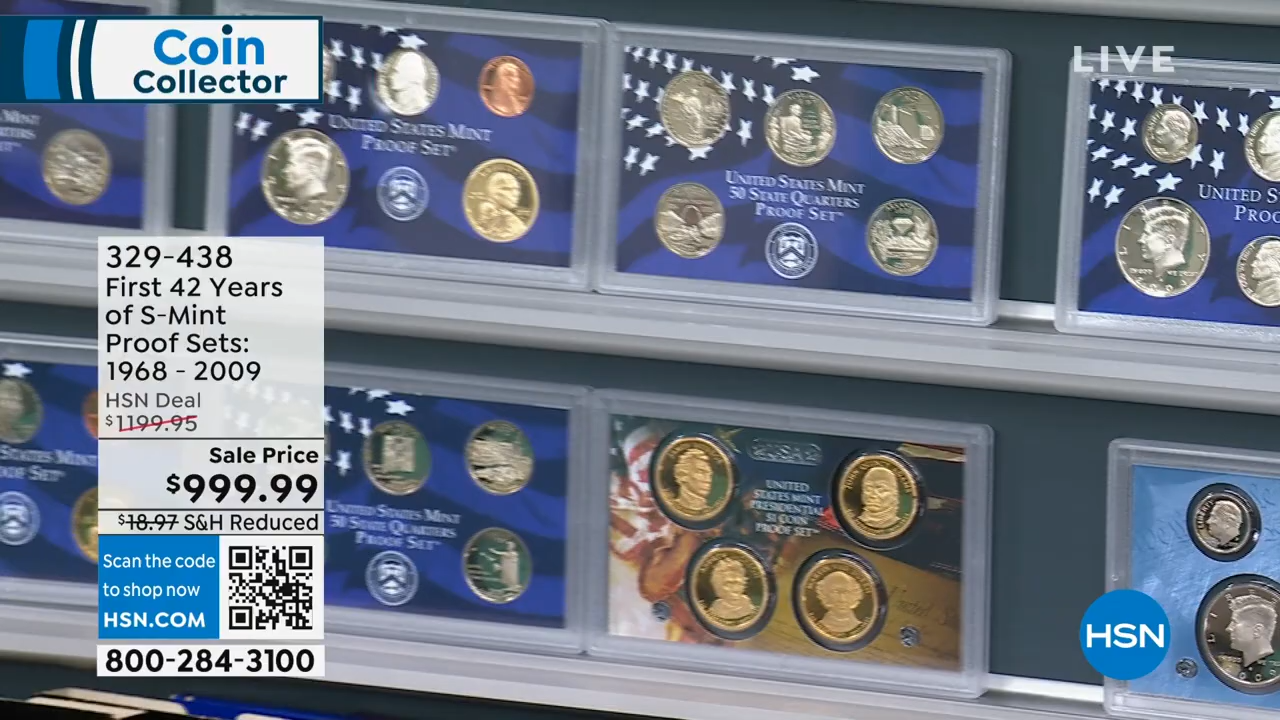 Coin
Collector
LIVE
UNITED STATES MINT
PROOF SET
UNITED STATES MINT
50 STATE QUARTERS
PROOF SET
UNITED S
PROO
329-438
First 42 Years
of S-Mint
Proof Sets:
1968 - 2009
HSN Deal
$1199.95
Sale Price
$999.99
$18.97 S&H Reduced
Scan the code
to shop now
HSN.COM
800-284-3100
STATES MINT
UNITED STATES MINT
50 STATE QUARTERS
PROOF SET
USA
UNITED
STATES MINT
PRESIDENTIAL
$1 COIN
PROOF SET
HSN